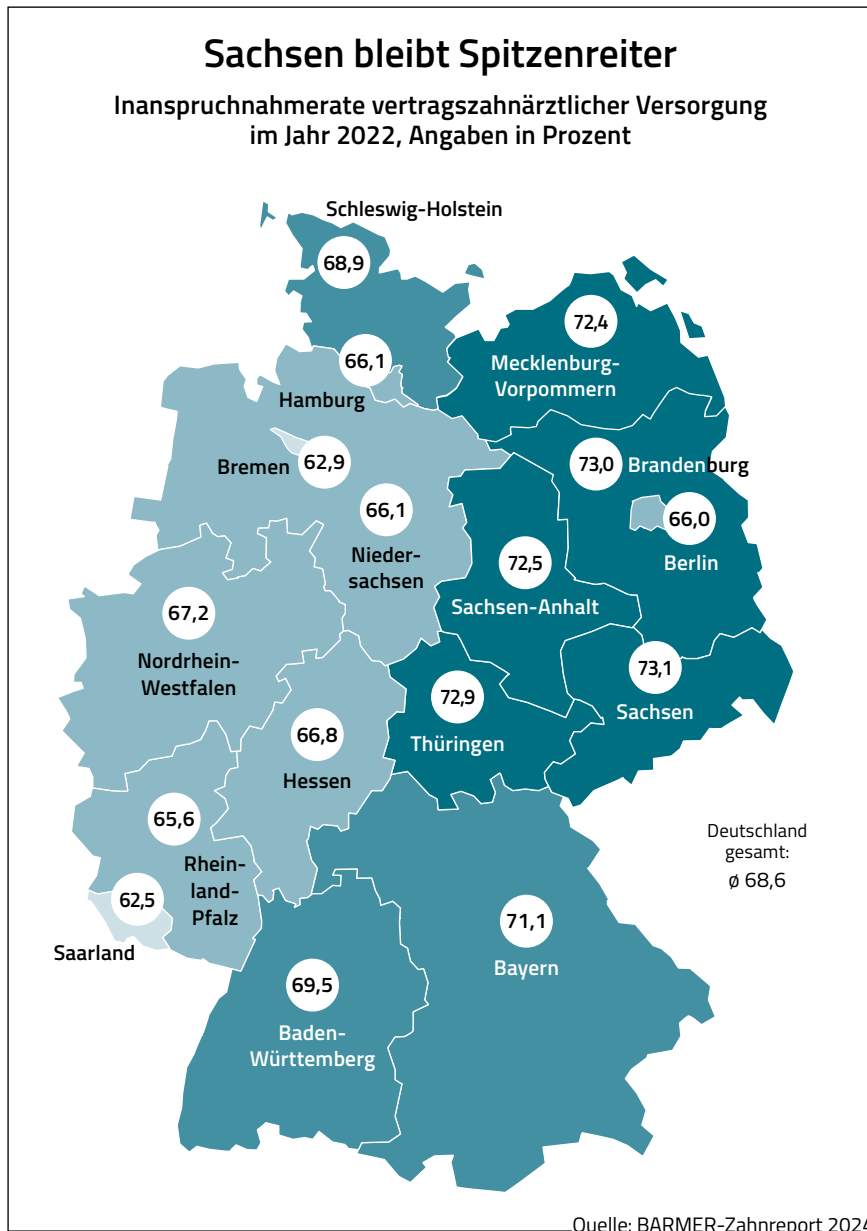 Sachsen bleibt Spitzenreiter
Inanspruchnahmerate vertragszahnärztlicher Versorgung
im Jahr 2022, Angaben in Prozent
Schleswig-Holstein
68,9
72,4
Mecklenburg-
Vorpommern
66,1
Hamburg
Bremen
62,9
73,0
Brandenburg
66,1
Nieder-
sachsen
66,0
Berlin
72,5
Sachsen-Anhalt
67,2
Nordrhein-
Westfalen
73,1
Sachsen
72,9
Thüringen
66,8
Hessen
65,6
Rhein-
land-
Pfalz
62,5
Saarland
Deutschland
gesamt:
ø 68,6
71,1
Bayern
69,5
Baden-
Württemberg
Quelle: BARMER-Zahnreport 2024